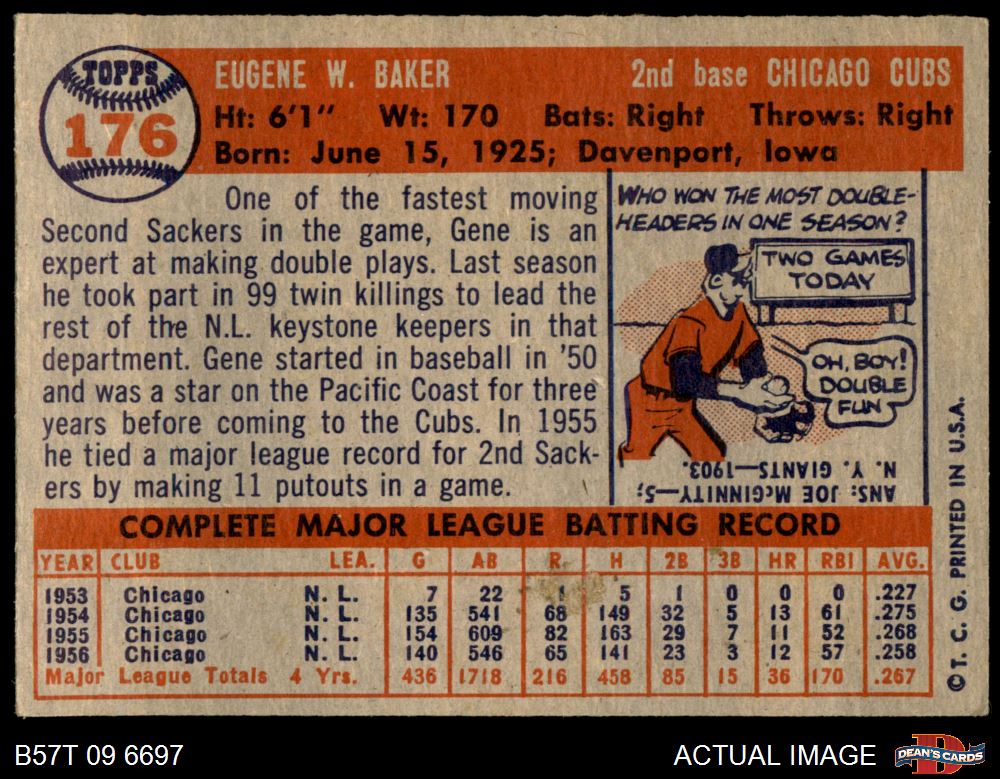 TOPPS
176
EUGENE W. BAKER 2nd base CHICAGO CUBS
Ht: 6'1" Wt: 170 Bats: Right Throws: Right
Born: June 15, 1925; Davenport, Iowa
One of the fastest moving
Second Sackers in the game, Gene is an
expert at making double plays. Last season
he took part in 99 twin killings to lead the
rest of the N.L. keystone keepers in that
department. Gene started in baseball in '50
and was a star on the Pacific Coast for three
years before coming to the Cubs. In 1955
he tied a major league record for 2nd Sack-
ers by making 11 putouts in a game.
WHO WON THE MOST DOUBLE-
HEADERS IN ONE SEASON?
TWO GAMES
TODAY
OH, BOY!
DOUBLE
FUN
ANS: JOE McGINNITY—5;
N. Y. GIANTS—1903.
COMPLETE MAJOR LEAGUE BATTING RECORD
YEAR CLUB LEA. G AB R H 2B 3B HR RBI AVG.
1953 Chicago N. L. 7 22 1 5 1 0 0 0 .227
1954 Chicago N. L. 135 541 68 149 32 5 13 61 .275
1955 Chicago N. L. 154 609 82 163 29 7 11 52 .268
1956 Chicago N. L. 140 546 65 141 23 3 12 57 .258
Major League Totals 4 Yrs. 436 1718 216 458 85 15 36 170 .267
© T. C. G. PRINTED IN U.S.A.
B57T 09 6697 ACTUAL IMAGE
DEAN'S CARDS